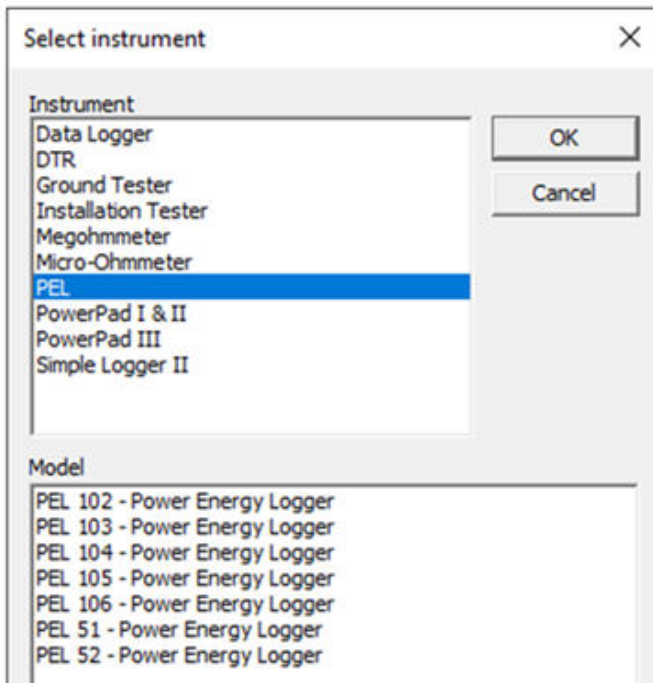 Select instrument
Instrument
Data Logger
DTR
Ground Tester
Installation Tester
Megohmmeter
Micro-Ohmmeter
PEL
PowerPad I & II
PowerPad III
Simple Logger II
OK
Cancel
Model
PEL 102 - Power Energy Logger
PEL 103 - Power Energy Logger
PEL 104 - Power Energy Logger
PEL 105 - Power Energy Logger
PEL 106 - Power Energy Logger
PEL 51 - Power Energy Logger
PEL 52 - Power Energy Logger